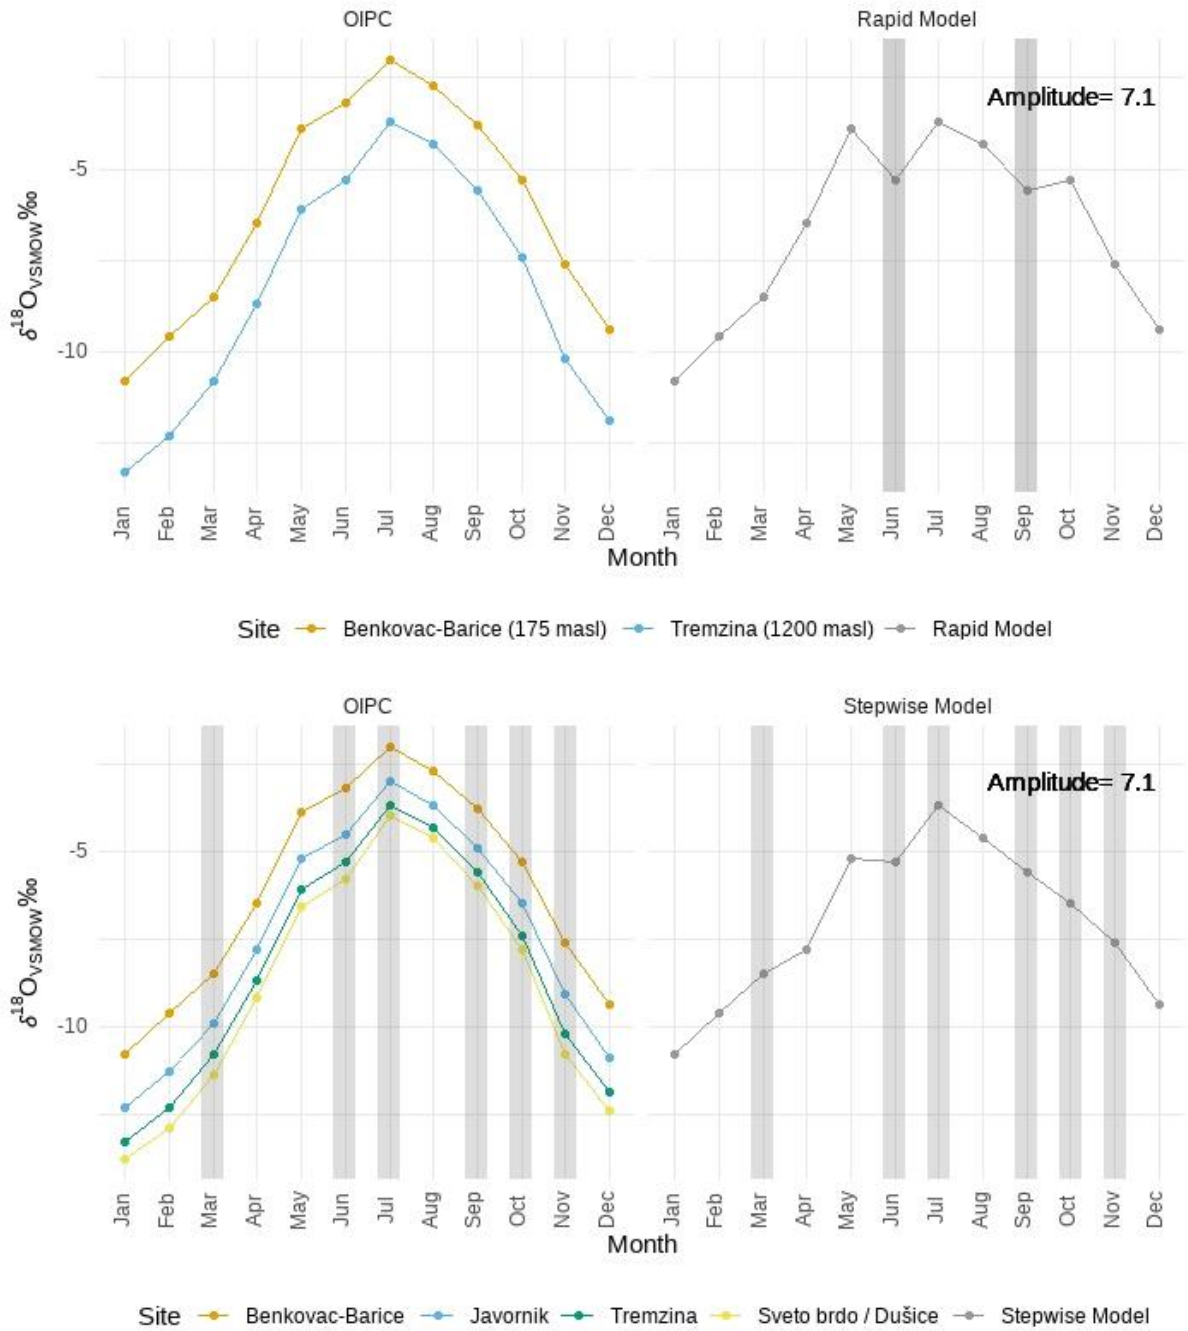 OIPC
Rapid Model
Amplitude= 7.1
-5
-10
δ18OVSMOW‰
Jan Feb Mar Apr May Jun Jul Aug Sep Oct Nov Dec
Jan Feb Mar Apr May Jun Jul Aug Sep Oct Nov Dec
Month
Site Benkovac-Barice (175 masl) Tremzina (1200 masl) Rapid Model
OIPC
Stepwise Model
Amplitude= 7.1
-5
-10
δ18OVSMOW‰
Jan Feb Mar Apr May Jun Jul Aug Sep Oct Nov Dec
Jan Feb Mar Apr May Jun Jul Aug Sep Oct Nov Dec
Month
Site Benkovac-Barice Javornik Tremzina Sveto brdo / Dušice Stepwise Model